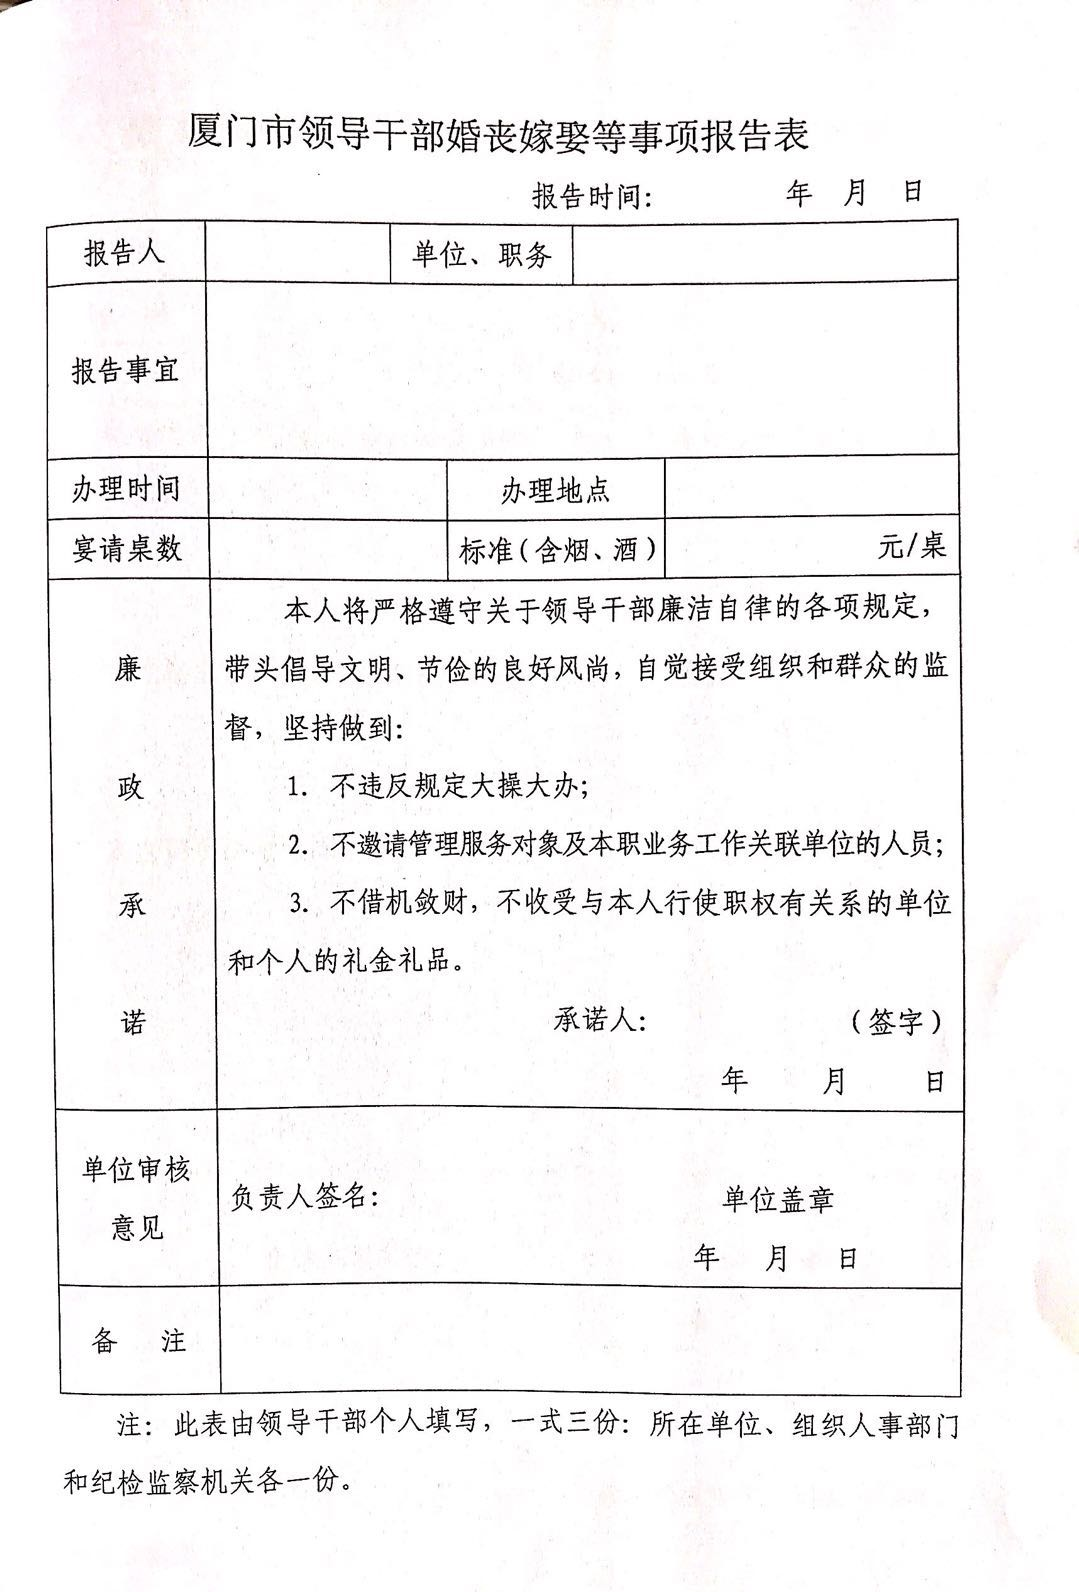 厦门市领导干部婚丧嫁娶等事项报告表
报告时间： 年 月 日
报告人 单位、职务
报告事宜
办理时间 办理地点
宴请桌数 标准（含烟、酒） 元/桌
廉政承诺
本人将严格遵守关于领导干部廉洁自律的各项规定，
带头倡导文明、节俭的良好风尚，自觉接受组织和群众的监
督，坚持做到：
1. 不违反规定大操大办；
2. 不邀请管理服务对象及本职业务工作关联单位的人员；
3. 不借机敛财，不收受与本人行使职权有关系的单位
和个人的礼金礼品。
承诺人： （签字）
年 月 日
单位审核
意见
负责人签名： 单位盖章
年 月 日
备 注
注：此表由领导干部个人填写，一式三份：所在单位、组织人事部门
和纪检监察机关各一份。